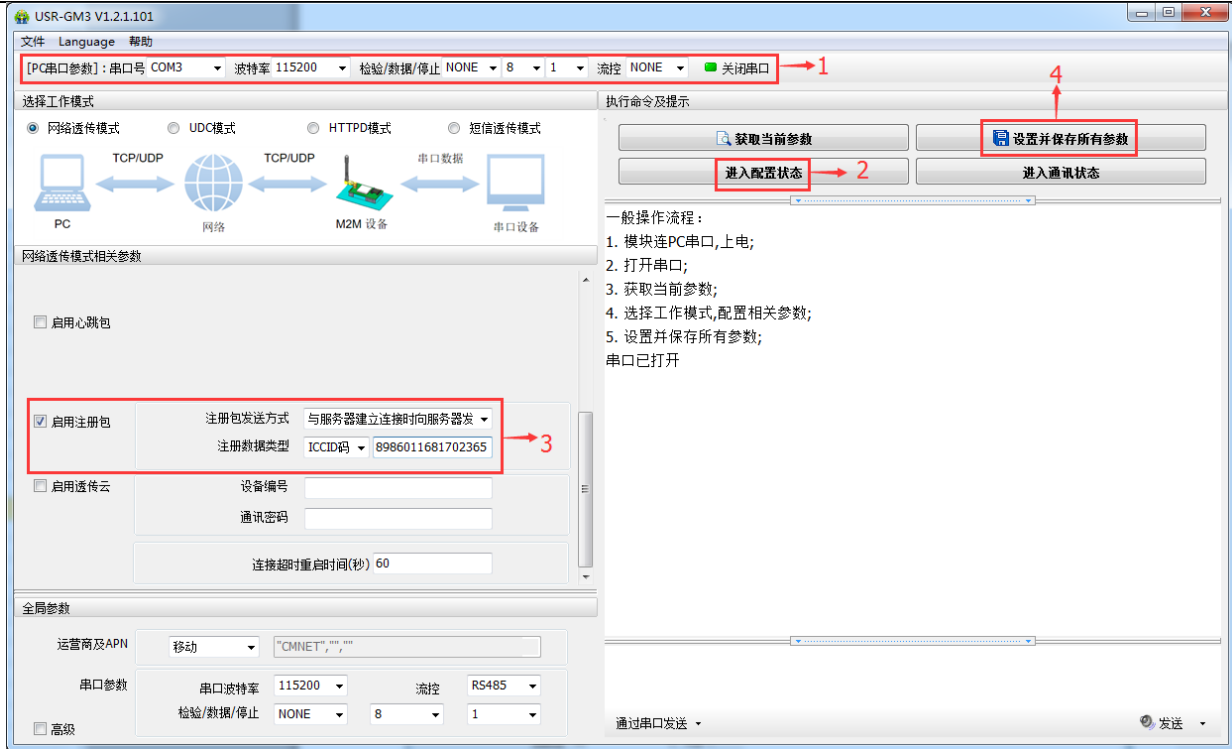 USR-GM3 V1.2.1.101
文件 Language 帮助
[PC串口参数]:串口号 COM3 波特率 115200 检验/数据/停止 NONE 8 1 流控 NONE 关闭串口 1
选择工作模式
网络透传模式 UDC模式 HTTPD模式 短信透传模式
TCP/UDP TCP/UDP 串口数据
PC 网络 M2M 设备 串口设备
网络透传模式相关参数
启用心跳包
启用注册包 注册包发送方式 与服务器建立连接时向服务器发
注册数据类型 ICCID码 8986011681702365
3
启用透传云 设备编号
通讯密码
连接超时重启时间(秒) 60
全局参数
运营商及APN 移动 "CMNET","",""
串口参数 串口波特率 115200 流控 RS485
检验/数据/停止 NONE 8 1
高级
执行命令及提示
4
获取当前参数 设置并保存所有参数
进入配置状态 2 进入通讯状态
一般操作流程:
1. 模块连PC串口,上电;
2. 打开串口;
3. 获取当前参数;
4. 选择工作模式,配置相关参数;
5. 设置并保存所有参数;
串口已打开
通过串口发送 发送